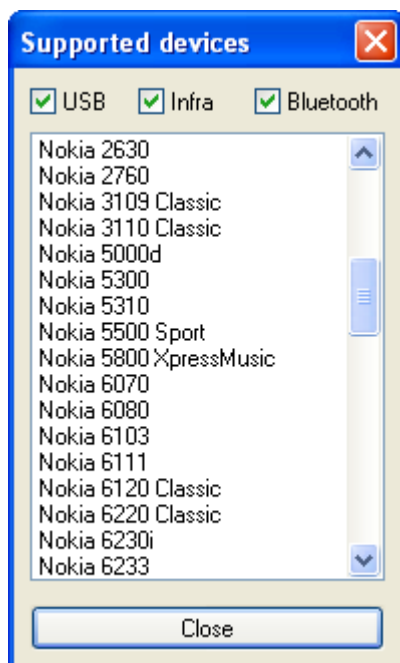 Supported devices
USB Infra Bluetooth
Nokia 2630
Nokia 2760
Nokia 3109 Classic
Nokia 3110 Classic
Nokia 5000d
Nokia 5300
Nokia 5310
Nokia 5500 Sport
Nokia 5800 XpressMusic
Nokia 6070
Nokia 6080
Nokia 6103
Nokia 6111
Nokia 6120 Classic
Nokia 6220 Classic
Nokia 6230i
Nokia 6233
Close